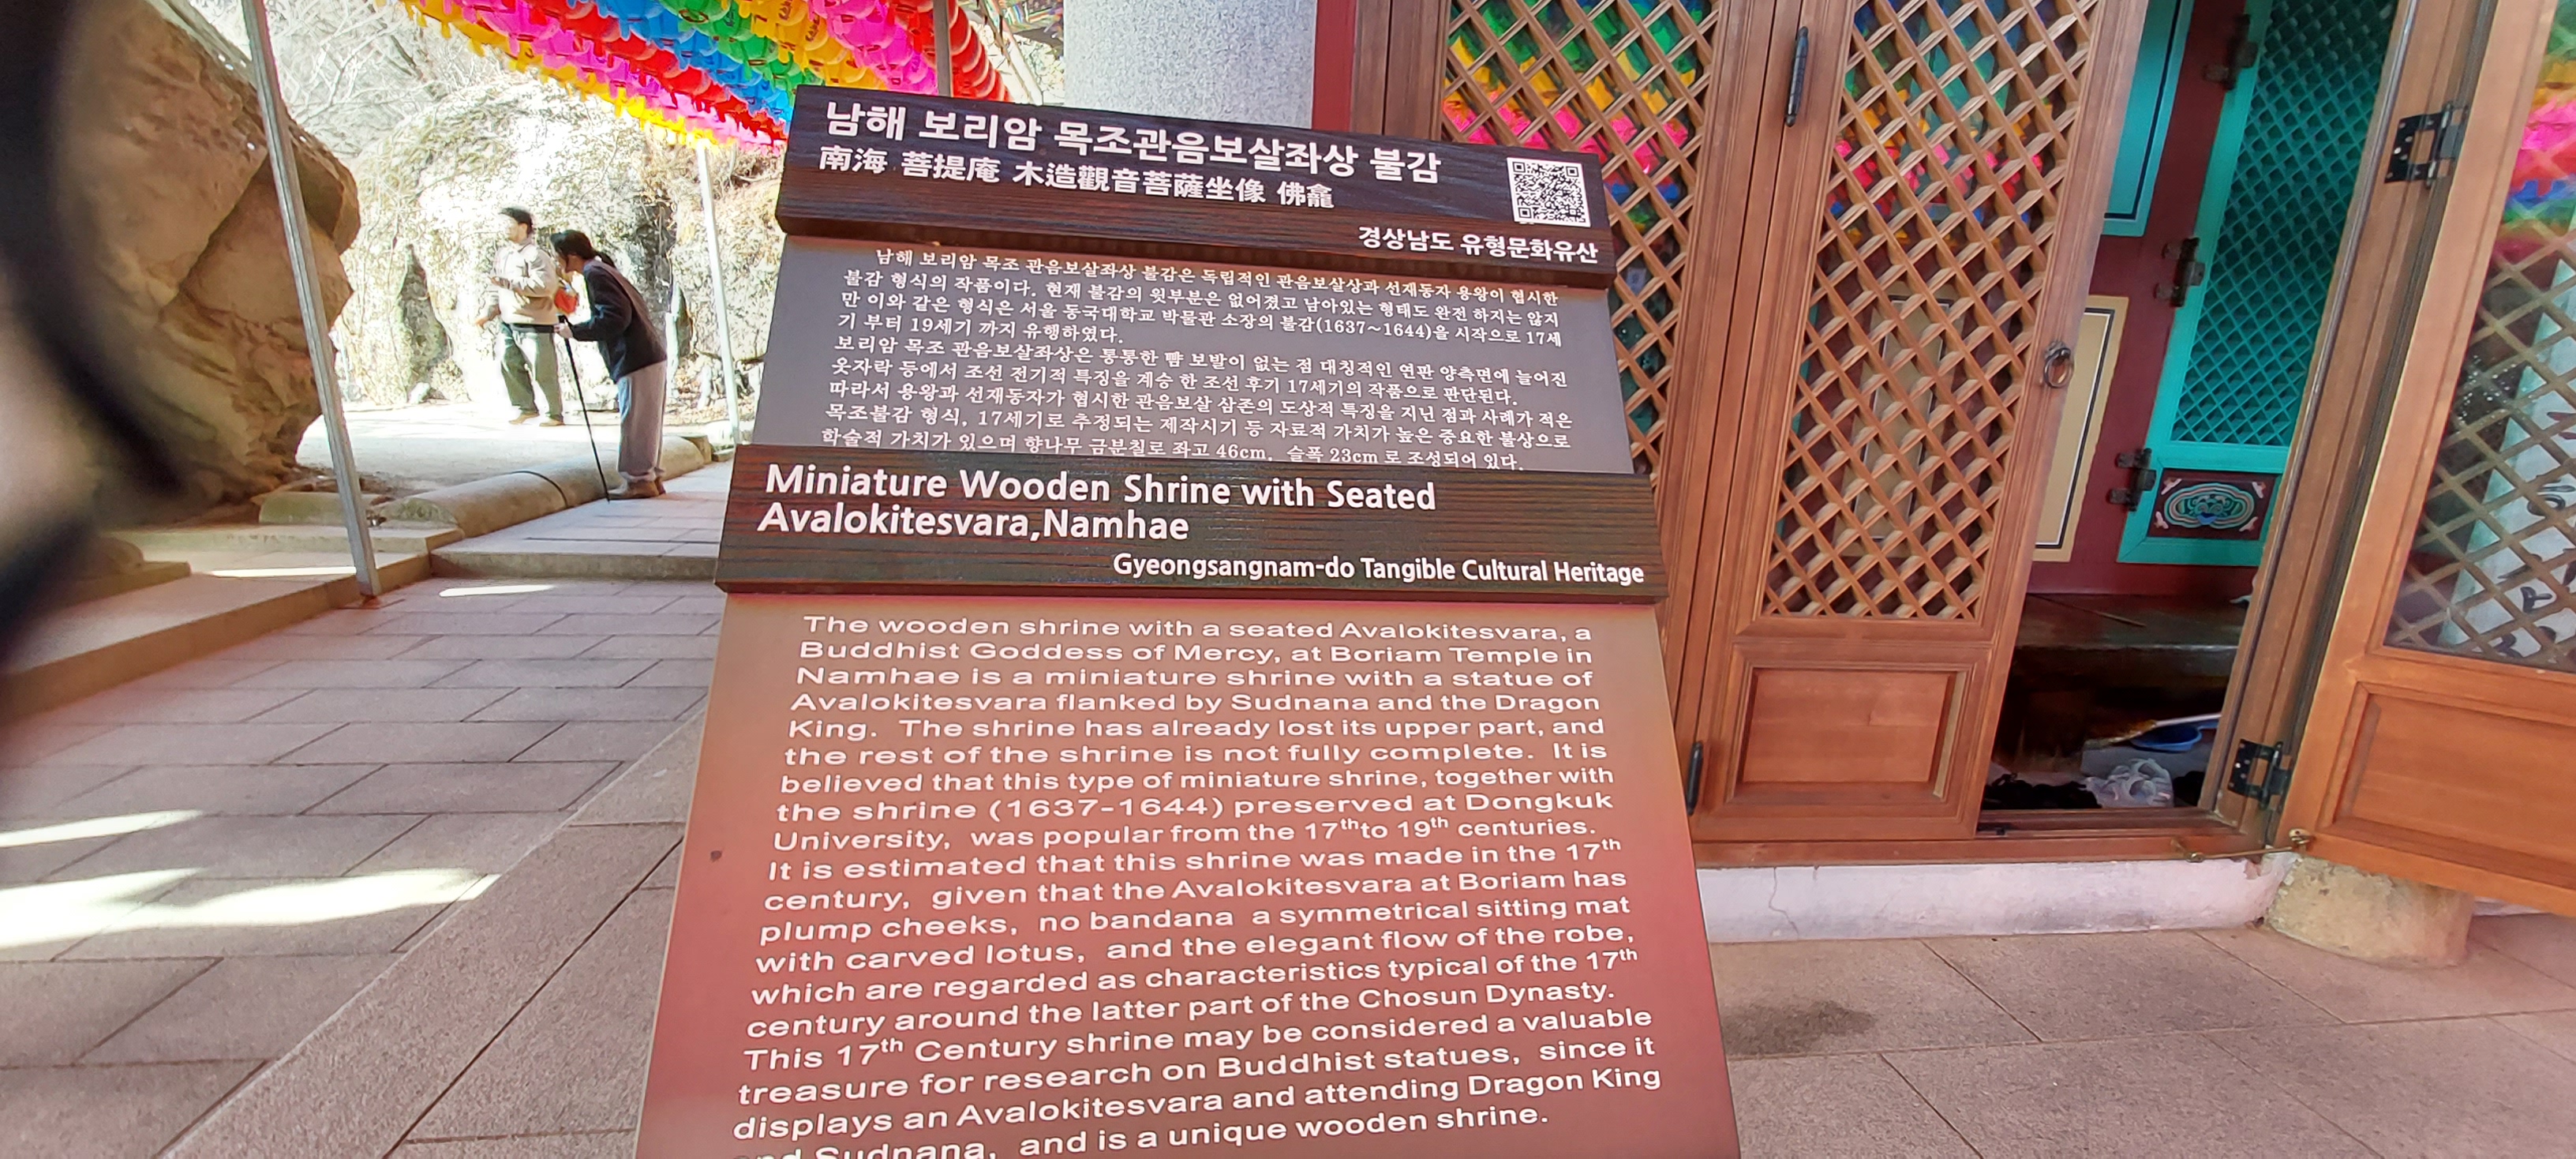 남해 보리암 목조관음보살좌상 불감
南海 菩提庵 木造觀音菩薩坐像 佛龕
경상남도 유형문화유산
남해 보리암 목조 관음보살좌상 불감은 독립적인 관음보살상과 선재동자 용왕이 협시한
불감 형식의 작품이다. 현재 불감의 윗부분은 없어졌고 남아있는 형태도 완전 하지는 않지
만 이와 같은 형식은 서울 동국대학교 박물관 소장의 불감(1637~1644)을 시작으로 17세
기 부터 19세기 까지 유행하였다.
보리암 목조 관음보살좌상은 통통한 뺨 보발이 없는 점 대칭적인 연판 양측면에 늘어진
옷자락 등에서 조선 전기적 특징을 계승 한 조선 후기 17세기의 작품으로 판단된다.
따라서 용왕과 선재동자가 협시한 관음보살 삼존의 도상적 특징을 지닌 점과 사례가 적은
목조불감 형식, 17세기로 추정되는 제작시기 등 자료적 가치가 높은 중요한 불상으로
학술적 가치가 있으며 향나무 금분칠로 좌고 46cm, 슬폭 23cm 로 조성되어 있다.
Miniature Wooden Shrine with Seated
Avalokitesvara,Namhae
Gyeongsangnam-do Tangible Cultural Heritage
The wooden shrine with a seated Avalokitesvara, a
Buddhist Goddess of Mercy, at Boriam Temple in
Namhae is a miniature shrine with a statue of
Avalokitesvara flanked by Sudnana and the Dragon
King. The shrine has already lost its upper part, and
the rest of the shrine is not fully complete. It is
believed that this type of miniature shrine, together with
the shrine (1637-1644) preserved at Dongkuk
University, was popular from the 17th to 19th centuries.
It is estimated that this shrine was made in the 17th
century, given that the Avalokitesvara at Boriam has
plump cheeks, no bandana a symmetrical sitting mat
with carved lotus, and the elegant flow of the robe,
which are regarded as characteristics typical of the 17th
century around the latter part of the Chosun Dynasty.
This 17th Century shrine may be considered a valuable
treasure for research on Buddhist statues, since it
displays an Avalokitesvara and attending Dragon King
and Sudnana, and is a unique wooden shrine.